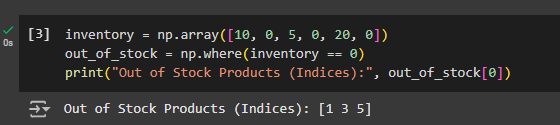 [3] inventory = np.array([10, 0, 5, 0, 20, 0])
0s
out_of_stock = np.where(inventory == 0)
print("Out of Stock Products (Indices):", out_of_stock[0])
Out of Stock Products (Indices): [1 3 5]